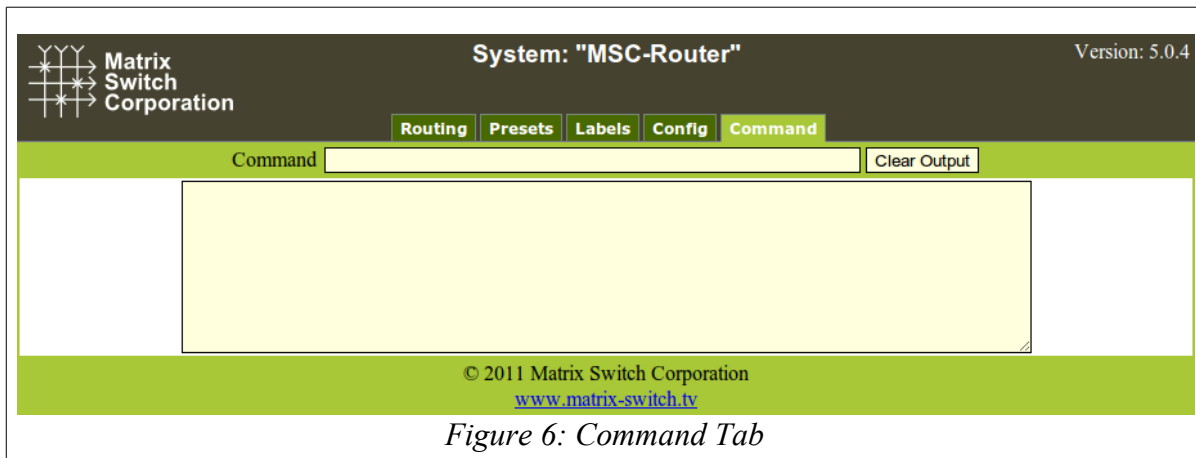 Matrix
Switch
Corporation
System: "MSC-Router"
Version: 5.0.4
Routing Presets Labels Config Command
Command Clear Output
© 2011 Matrix Switch Corporation
www.matrix-switch.tv
Figure 6: Command Tab